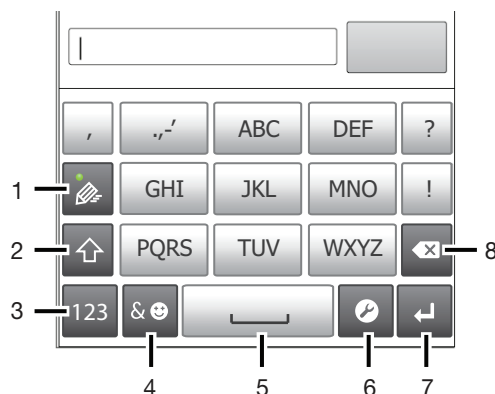 , .,-’ ABC DEF ?
1 GHI JKL MNO !
2 PQRS TUV WXYZ 8
3 123 &
4 5 6 7